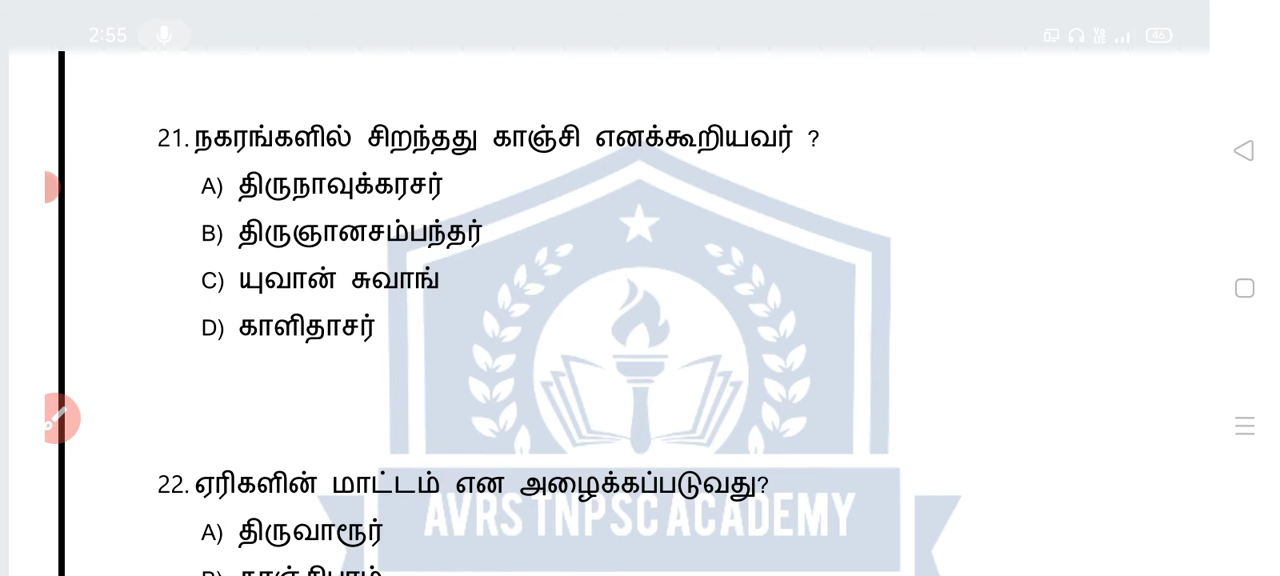 2:55
46
21. நகரங்களில் சிறந்தது காஞ்சி எனக்கூறியவர் ?
A) திருநாவுக்கரசர்
B) திருஞானசம்பந்தர்
C) யுவான் சுவாங்
D) காளிதாசர்
22. ஏரிகளின் மாட்டம் என அழைக்கப்படுவது?
AVRS TNPSC ACADEMY
A) திருவாரூர்